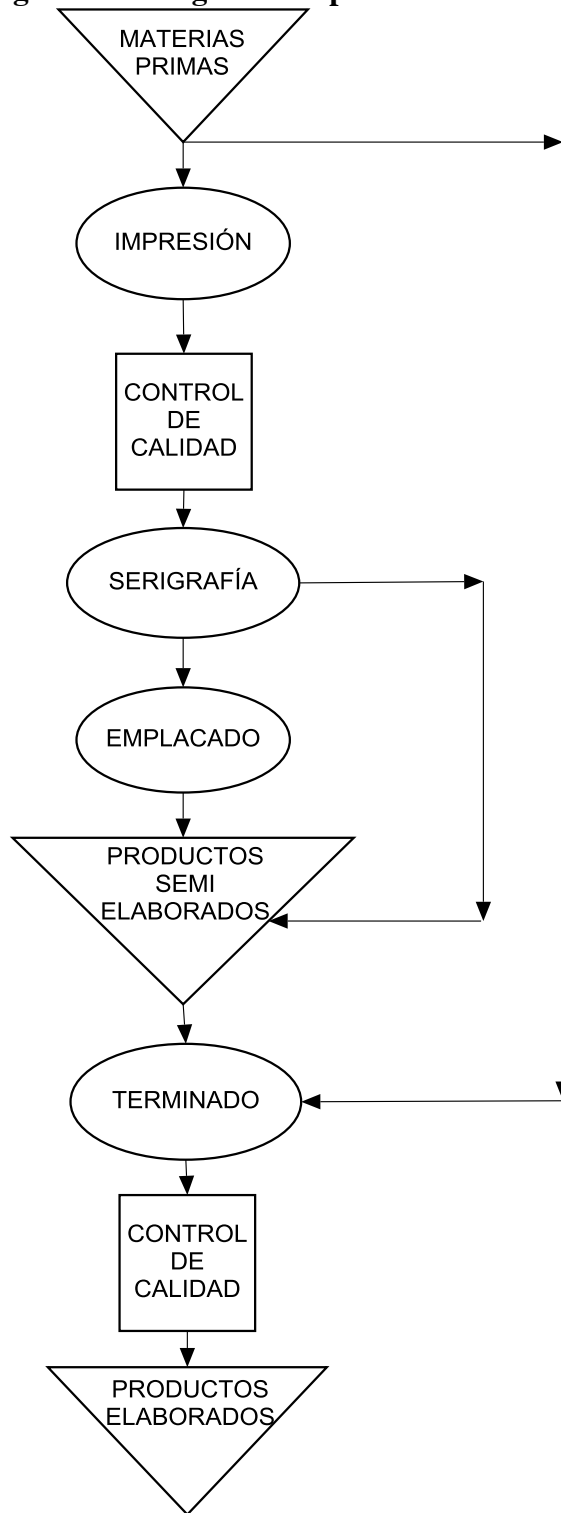 MATERIAS
PRIMAS
IMPRESIÓN
CONTROL
DE
CALIDAD
SERIGRAFÍA
EMPLACADO
PRODUCTOS
SEMI
ELABORADOS
TERMINADO
CONTROL
DE
CALIDAD
PRODUCTOS
ELABORADOS